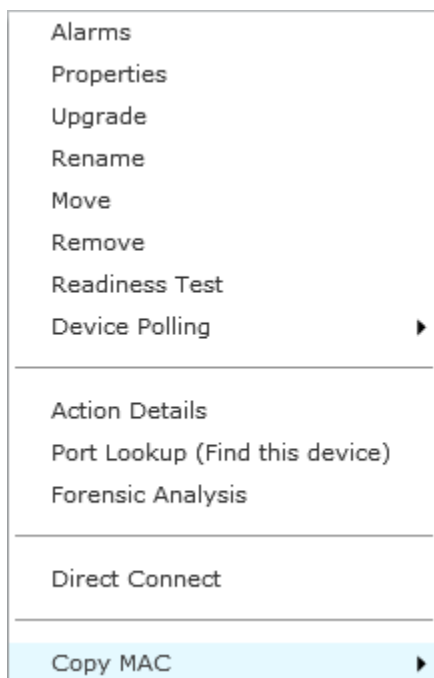 Alarms
Properties
Upgrade
Rename
Move
Remove
Readiness Test
Device Polling
Action Details
Port Lookup (Find this device)
Forensic Analysis
Direct Connect
Copy MAC